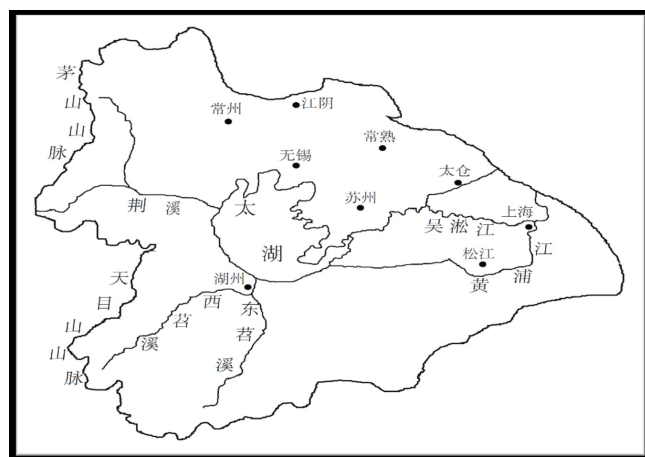 茅山山脉
常州
江阴
无锡
常熟
太仓
苏州
上海
荆溪
太湖
吴淞江
松江
黄浦江
天目山山脉
湖州
西苕溪
东苕溪